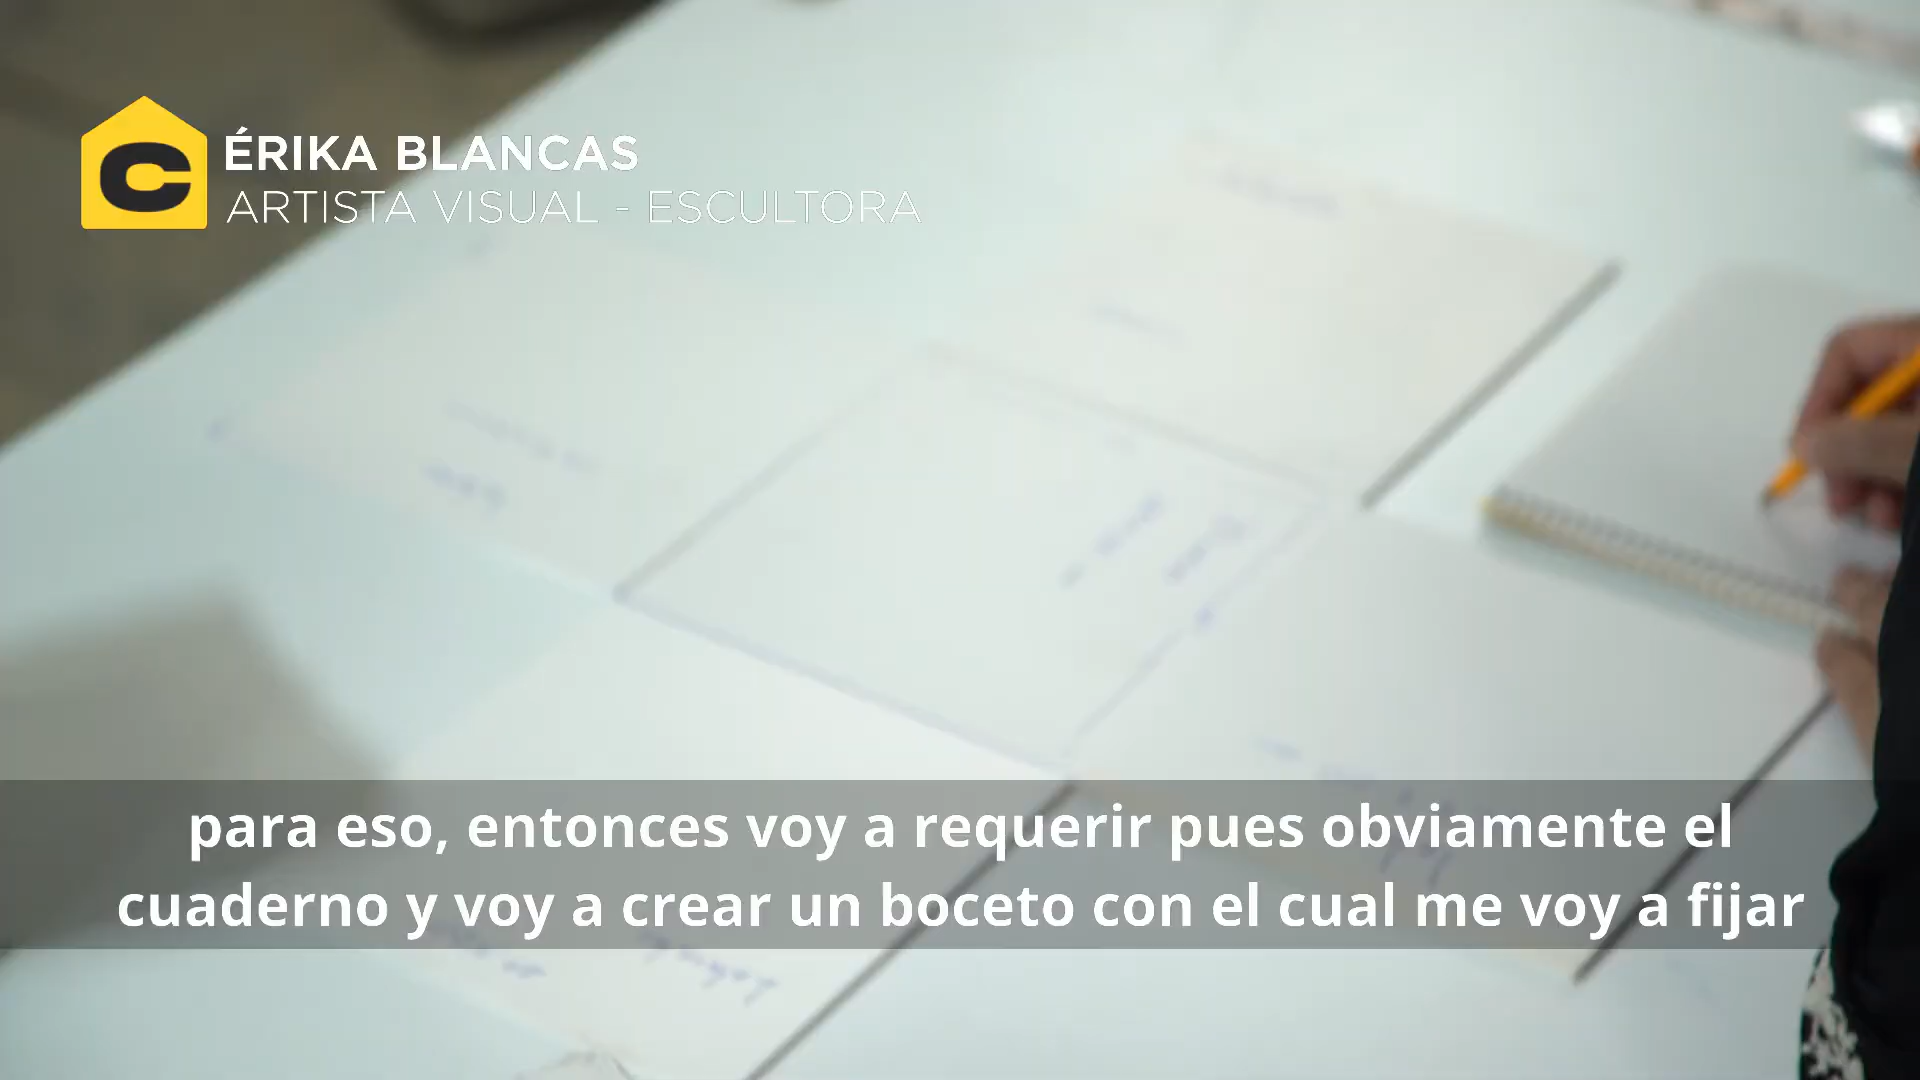 C
ÉRIKA BLANCAS
ARTISTA VISUAL - ESCULTORA
para eso, entonces voy a requerir pues obviamente el
cuaderno y voy a crear un boceto con el cual me voy a fijar